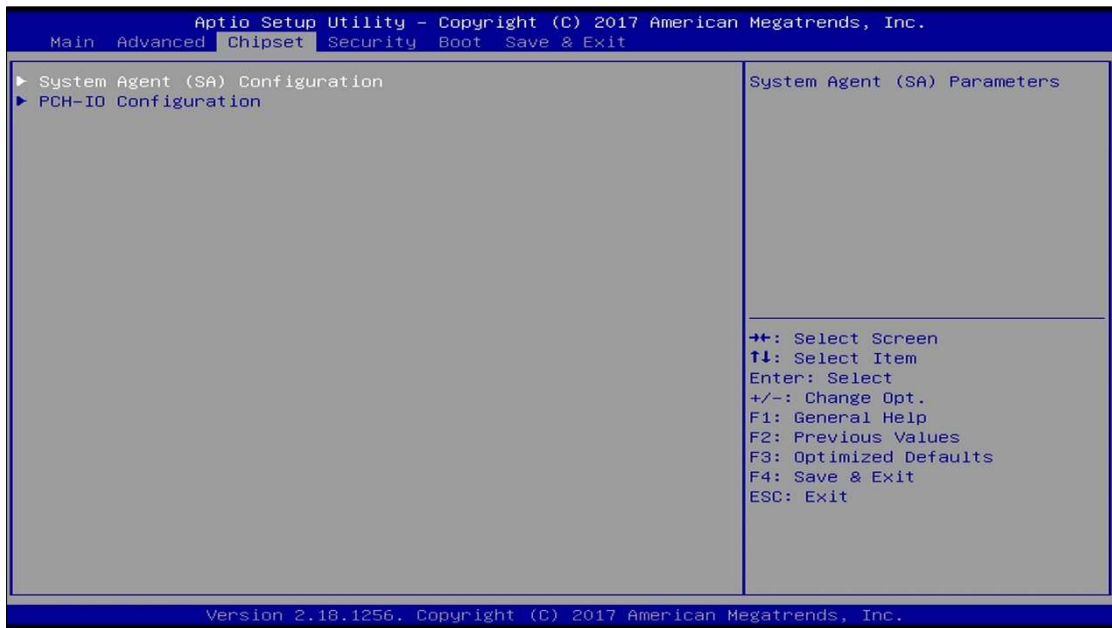 Aptio Setup Utility – Copyright (C) 2017 American Megatrends, Inc.
Main Advanced Chipset Security Boot Save & Exit
► System Agent (SA) Configuration
► PCH-IO Configuration
System Agent (SA) Parameters
→←: Select Screen
↑↓: Select Item
Enter: Select
+/-: Change Opt.
F1: General Help
F2: Previous Values
F3: Optimized Defaults
F4: Save & Exit
ESC: Exit
Version 2.18.1256. Copyright (C) 2017 American Megatrends, Inc.